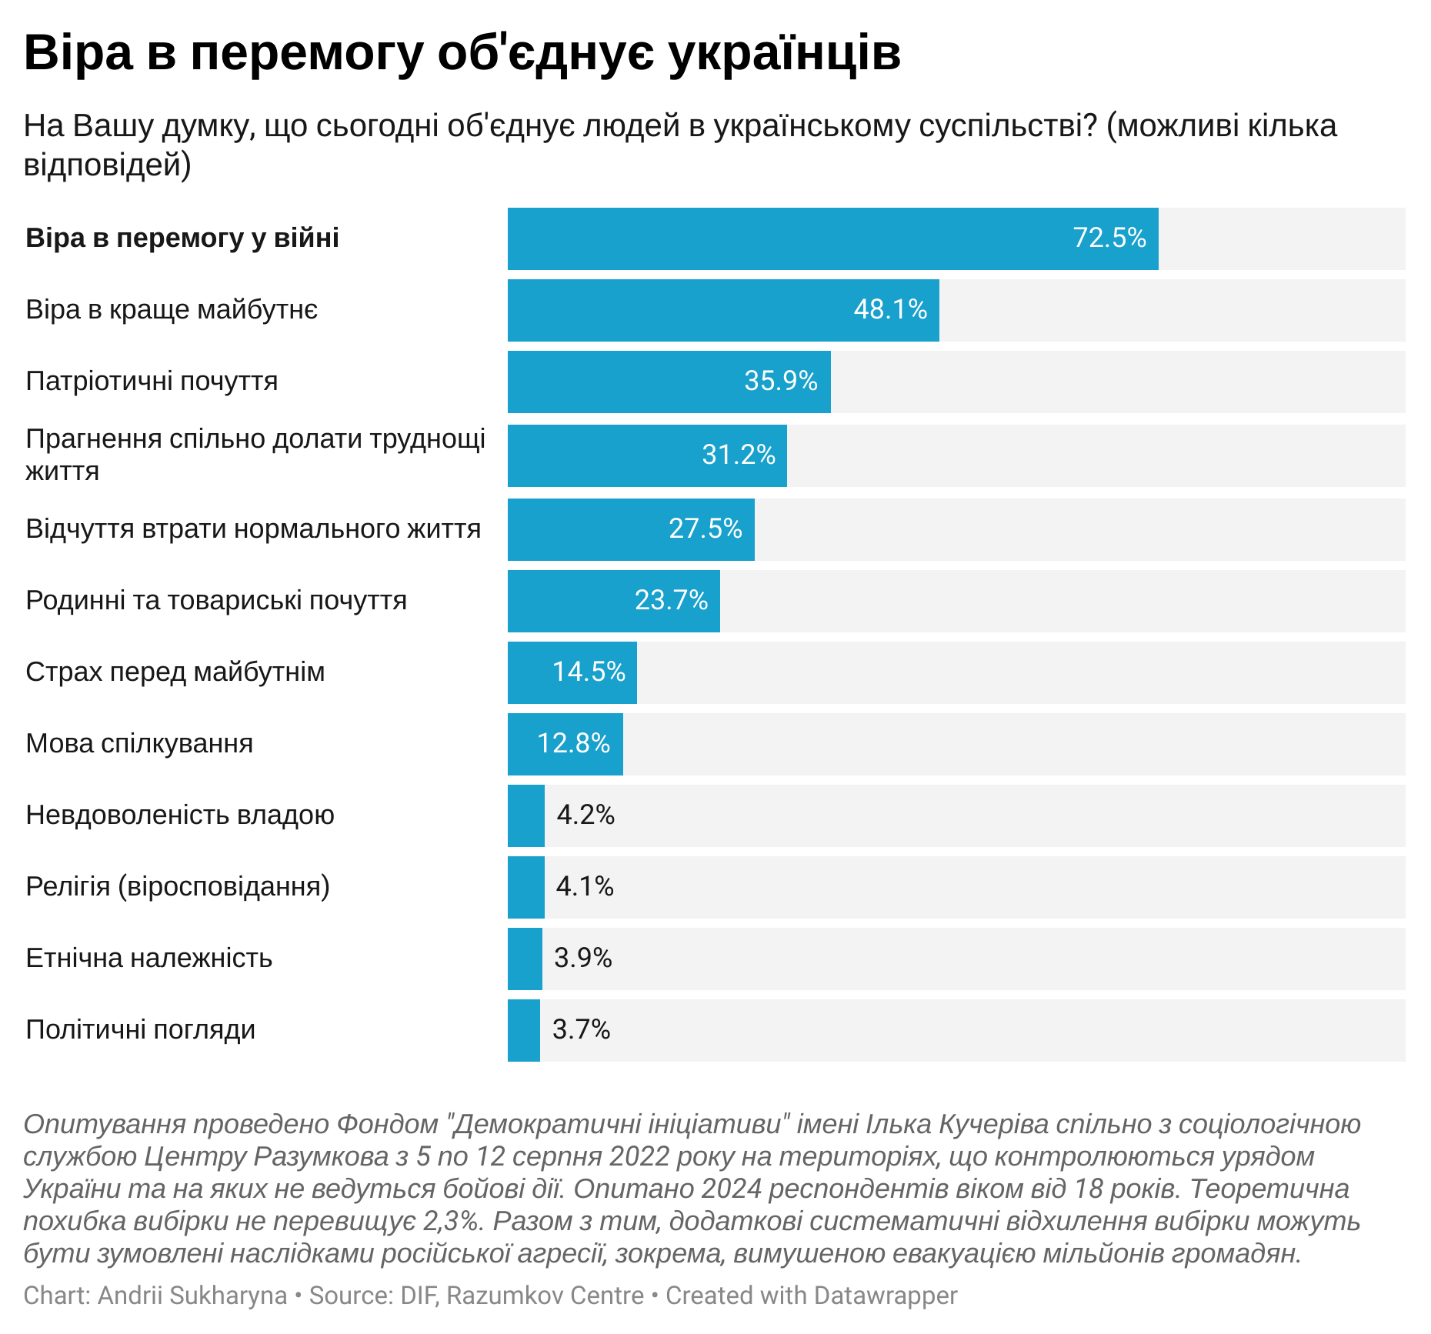 Віра в перемогу об'єднує українців
На Вашу думку, що сьогодні об'єднує людей в українському суспільстві? (можливі кілька
відповідей)
Віра в перемогу у війні 72.5%
Віра в краще майбутнє 48.1%
Патріотичні почуття 35.9%
Прагнення спільно долати труднощі
життя 31.2%
Відчуття втрати нормального життя 27.5%
Родинні та товариські почуття 23.7%
Страх перед майбутнім 14.5%
Мова спілкування 12.8%
Невдоволеність владою 4.2%
Релігія (віросповідання) 4.1%
Етнічна належність 3.9%
Політичні погляди 3.7%
Опитування проведено Фондом "Демократичні ініціативи" імені Ілька Кучеріва спільно з соціологічною
службою Центру Разумкова з 5 по 12 серпня 2022 року на територіях, що контролюються урядом
України та на яких не ведуться бойові дії. Опитано 2024 респондентів віком від 18 років. Теоретична
похибка вибірки не перевищує 2,3%. Разом з тим, додаткові систематичні відхилення вибірки можуть
бути зумовлені наслідками російської агресії, зокрема, вимушеною евакуацією мільйонів громадян.
Chart: Andrii Sukharyna • Source: DIF, Razumkov Centre • Created with Datawrapper